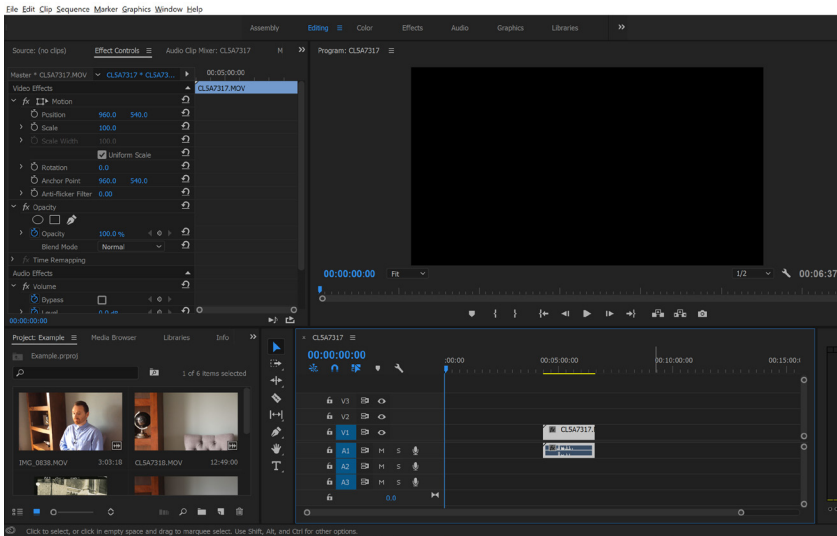 File Edit Clip Sequence Marker Graphics Window Help
Assembly Editing Color Effects Audio Graphics Libraries
Source: (no clips) Effect Controls Audio Clip Mixer: CLSA7317 M
Program: CLSA7317
Master * CLSA7317.MOV CLSA7317 * CLSA73... 00:05:00:00
Video Effects CLSA7317.MOV
fx Motion
Position 960.0 540.0
Scale 100.0
Scale Width 100.0
Uniform Scale
Rotation 0.0
Anchor Point 960.0 540.0
Anti-flicker Filter 0.00
fx Opacity
Opacity 100.0 %
Blend Mode Normal
fx Time Remapping
Audio Effects
fx Volume
Bypass
00:00:00:00
00:00:00:00 Fit 1/2 00:06:37
Project: Example Media Browser Libraries Info
Example.prproj
1 of 6 items selected
IMG_0838.MOV 3:03:18
CLSA7318.MOV 12:49:00
CLSA7317
00:00:00:00
:00:00 00:05:00:00 00:10:00:00 00:15:00:
V3
V2
V1 CLSA7317.
A1 M S
A2 M S
A3 M S
0.0
Click to select, or click in empty space and drag to marquee select. Use Shift, Alt, and Ctrl for other options.